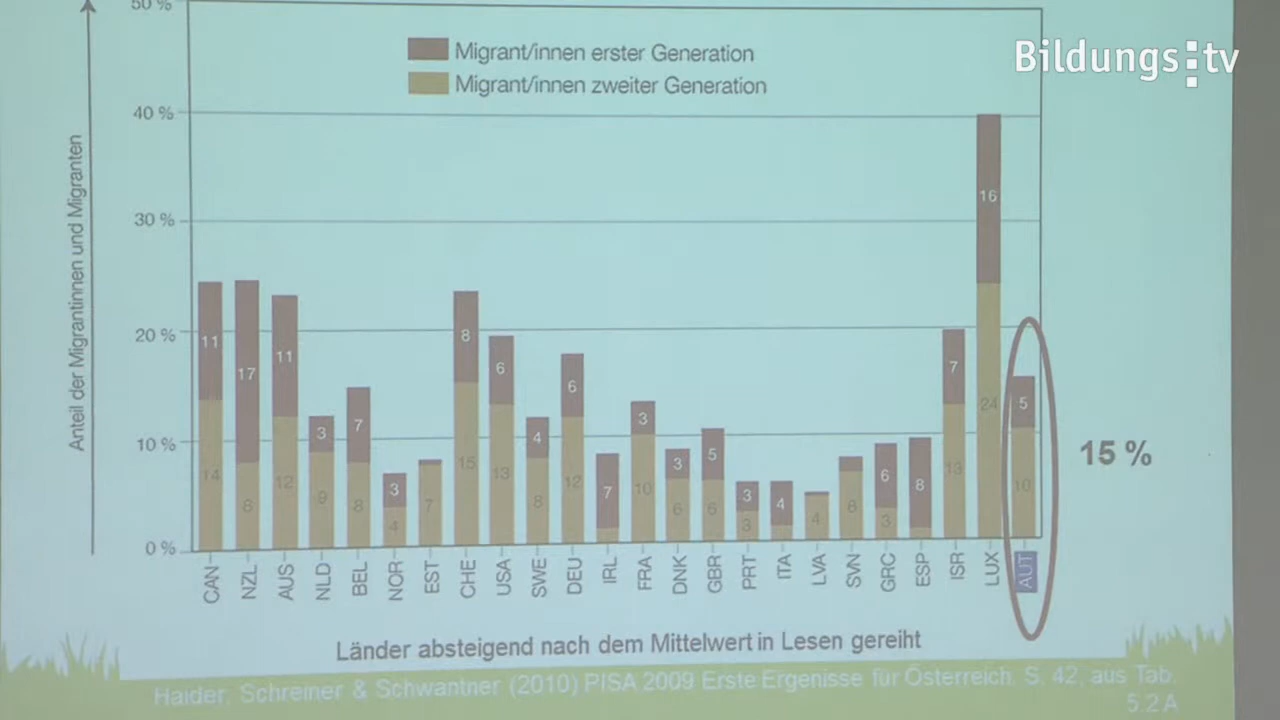 50 %
Bildungs:tv
Migrant/innen erster Generation
Migrant/innen zweiter Generation
40 %
30 %
20 %
10 %
0 %
Anteil der Migrantinnen und Migranten
11 17 11 3 7 3 8 6 4 6 7 3 3 5 3 4 6 8 7 16 5
14 8 12 9 8 4 7 15 13 8 12 10 6 6 3 4 3 13 24 10
15 %
CAN NZL AUS NLD BEL NOR EST CHE USA SWE DEU IRL FRA DNK GBR PRT ITA LVA SVN GRC ESP ISR LUX AUT
Länder absteigend nach dem Mittelwert in Lesen gereiht
Haider, Schreiner & Schwantner (2010) PISA 2009 Erste Ergenisse für Österreich. S. 42, aus Tab.
5.2 A